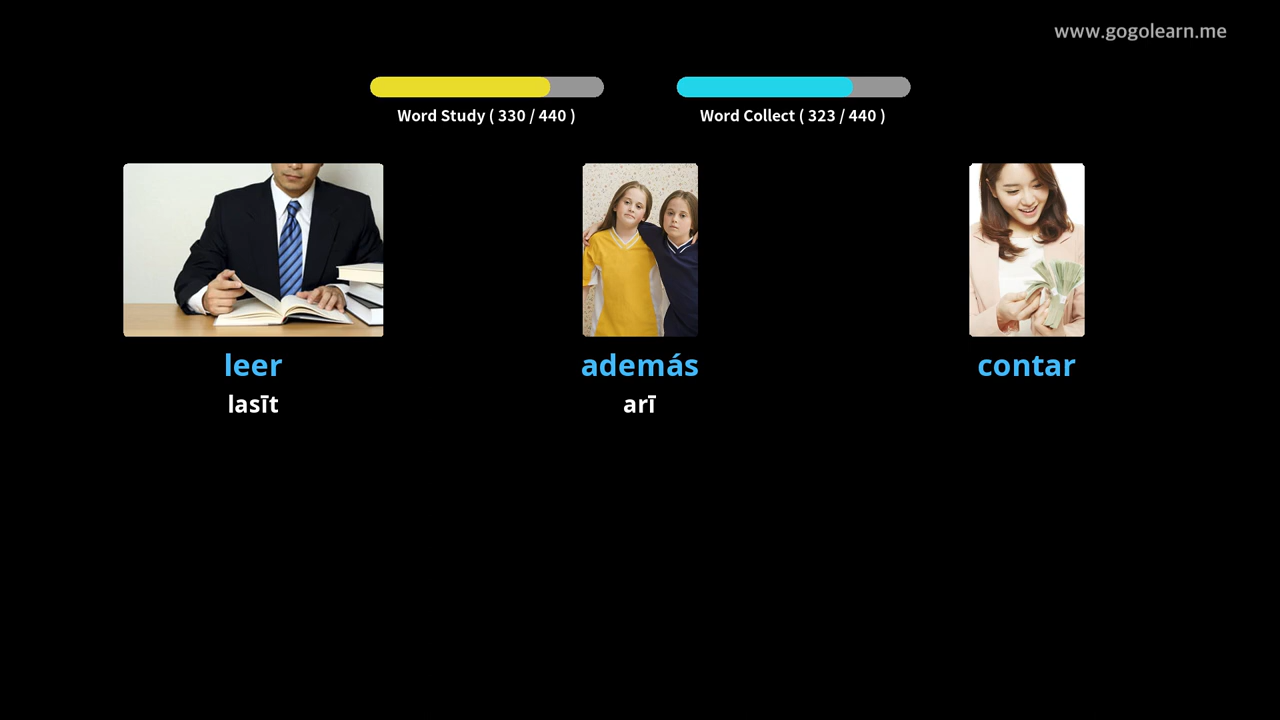 www.gogolearn.me
Word Study ( 330 / 440 )
Word Collect ( 323 / 440 )
leer
lasīt
además
arī
contar